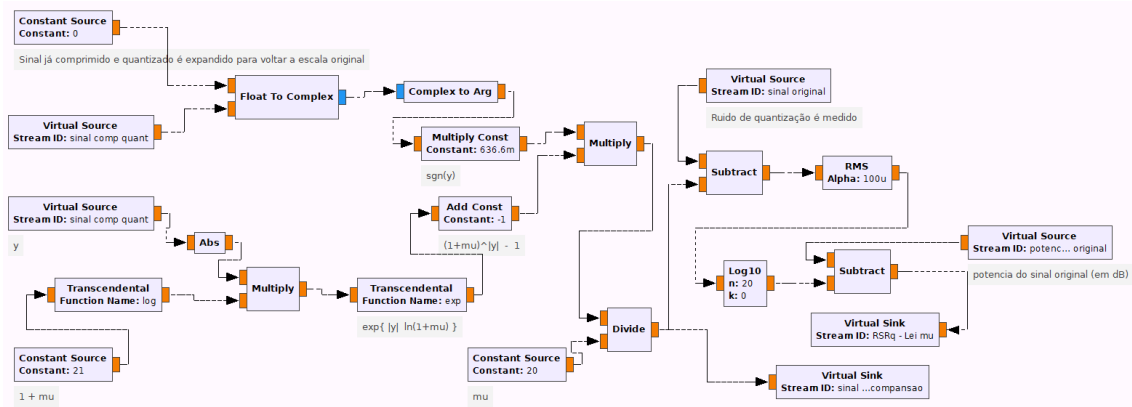 Constant Source
Constant: 0
Sinal já comprimido e quantizado é expandido para voltar a escala original
Float To Complex
Complex to Arg
Virtual Source
Stream ID: sinal comp quant
Multiply Const
Constant: 636.6m
sgn(y)
Multiply
Virtual Source
Stream ID: sinal original
Ruido de quantização é medido
Subtract
RMS
Alpha: 100u
Virtual Source
Stream ID: sinal comp quant
y
Abs
Add Const
Constant: -1
(1+mu)^|y| - 1
Transcendental
Function Name: log
Multiply
Transcendental
Function Name: exp
exp{ |y| ln(1+mu) }
Log10
n: 20
k: 0
Subtract
Virtual Source
Stream ID: potenc... original
potencia do sinal original (em dB)
Constant Source
Constant: 21
1 + mu
Constant Source
Constant: 20
mu
Divide
Virtual Sink
Stream ID: RSRq - Lei mu
Virtual Sink
Stream ID: sinal ...compansao